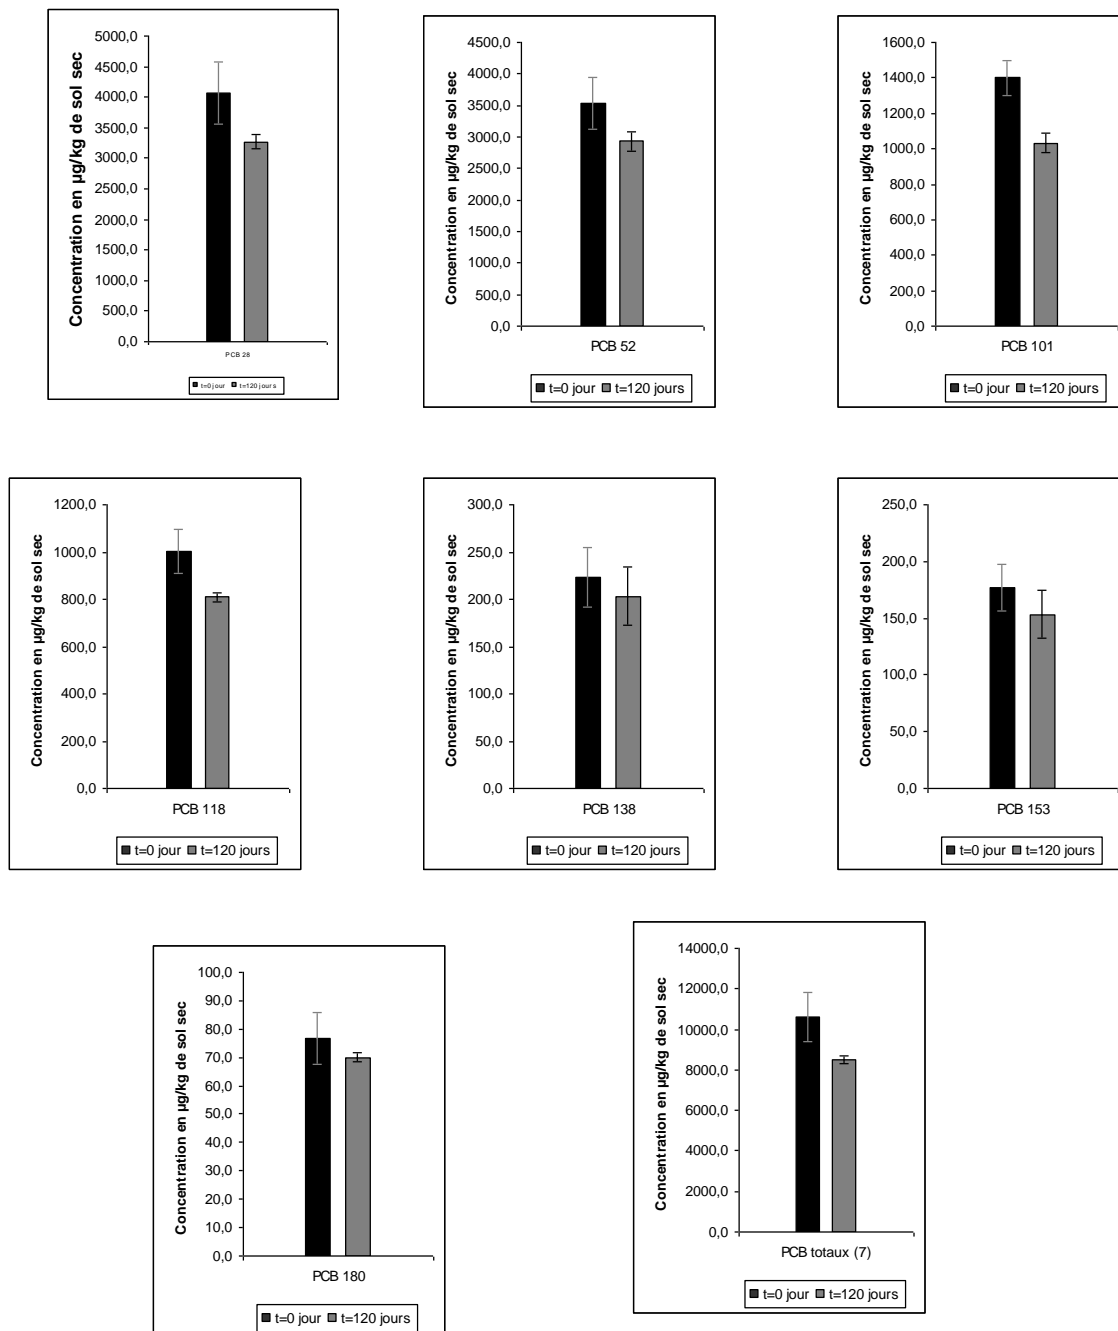 Concentration en µg/kg de sol sec
5000,0
4500,0
4000,0
3500,0
3000,0
2500,0
2000,0
1500,0
1000,0
500,0
0,0
PCB 28
t=0 jour t=120 jours
Concentration en µg/kg de sol sec
4500,0
4000,0
3500,0
3000,0
2500,0
2000,0
1500,0
1000,0
500,0
0,0
PCB 52
t=0 jour t=120 jours
Concentration en µg/kg de sol sec
1600,0
1400,0
1200,0
1000,0
800,0
600,0
400,0
200,0
0,0
PCB 101
t=0 jour t=120 jours
Concentration en µg/kg de sol sec
1200,0
1000,0
800,0
600,0
400,0
200,0
0,0
PCB 118
t=0 jour t=120 jours
Concentration en µg/kg de sol sec
300,0
250,0
200,0
150,0
100,0
50,0
0,0
PCB 138
t=0 jour t=120 jours
Concentration en µg/kg de sol sec
250,0
200,0
150,0
100,0
50,0
0,0
PCB 153
t=0 jour t=120 jours
Concentration en µg/kg de sol sec
100,0
90,0
80,0
70,0
60,0
50,0
40,0
30,0
20,0
10,0
0,0
PCB 180
t=0 jour t=120 jours
Concentration en µg/kg de sol sec
14000,0
12000,0
10000,0
8000,0
6000,0
4000,0
2000,0
0,0
PCB totaux (7)
t=0 jour t=120 jours